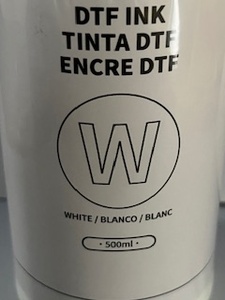 DTF INK
TINTA DTF
ENCRE DTF
W
WHITE / BLANCO / BLANC
· 500ml ·